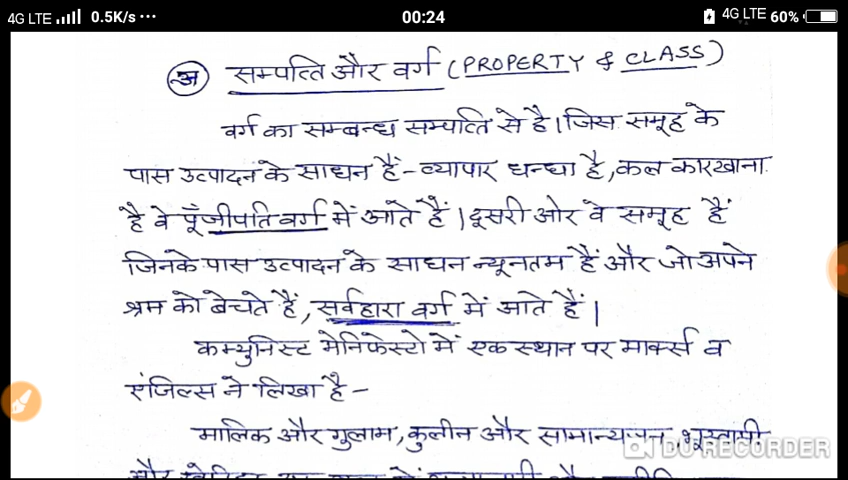 4G LTE 0.5K/s ··· 00:24 4G LTE 60%
अ सम्पत्ति और वर्ग (PROPERTY & CLASS)
वर्ग का सम्बन्ध सम्पत्ति से है। जिस समूह के
पास उत्पादन के साधन हैं - व्यापार धन्धा है, कल कारखाना
है वे पूँजीपति वर्ग में आते हैं। दूसरी ओर वे समूह हैं
जिनके पास उत्पादन के साधन न्यूनतम हैं और जो अपने
श्रम को बेचते हैं, सर्वहारा वर्ग में आते हैं।
कम्युनिस्ट मेनिफेस्टो में एक स्थान पर मार्क्स व
एंजिल्स ने लिखा है -
मालिक और गुलाम, कुलीन और सामान्यजन, भूस्वामी
DU RECORDER
और